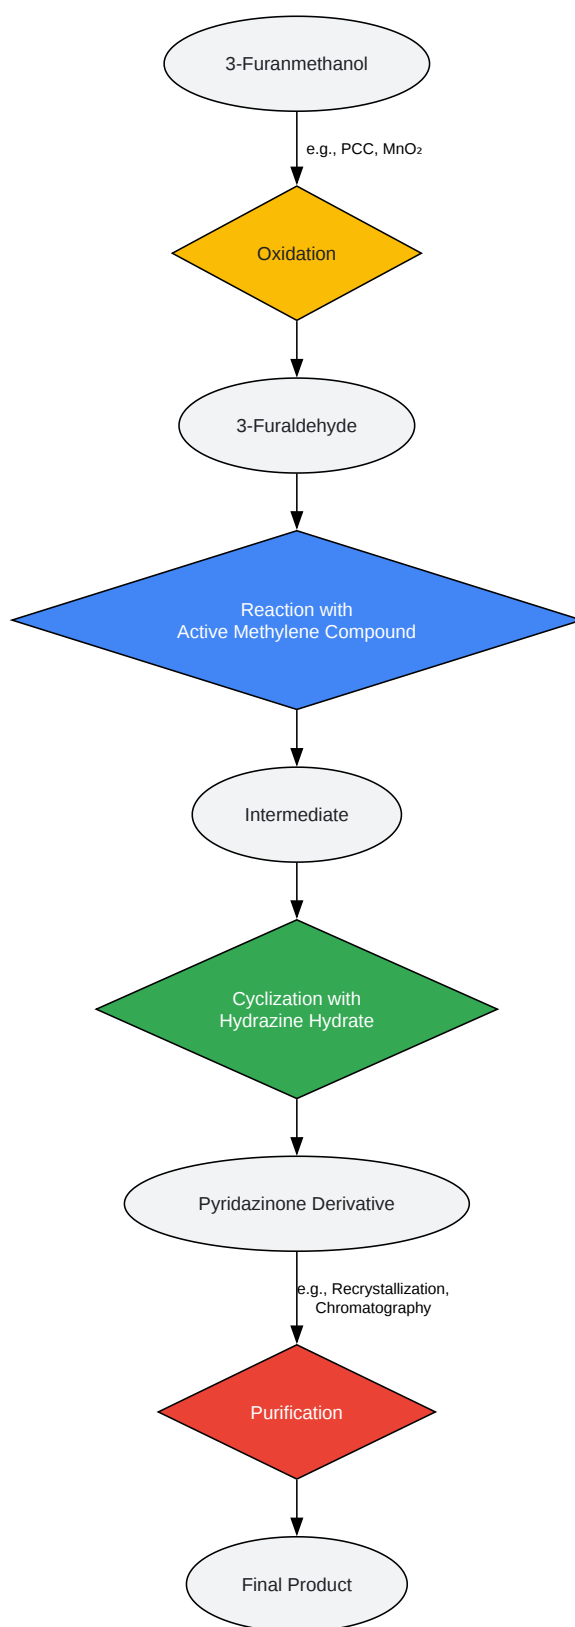 3-Furanmethanol
e.g., PCC, MnO₂
Oxidation
3-Furaldehyde
Reaction with
Active Methylene Compound
Intermediate
Cyclization with
Hydrazine Hydrate
Pyridazinone Derivative
e.g., Recrystallization,
Chromatography
Purification
Final Product